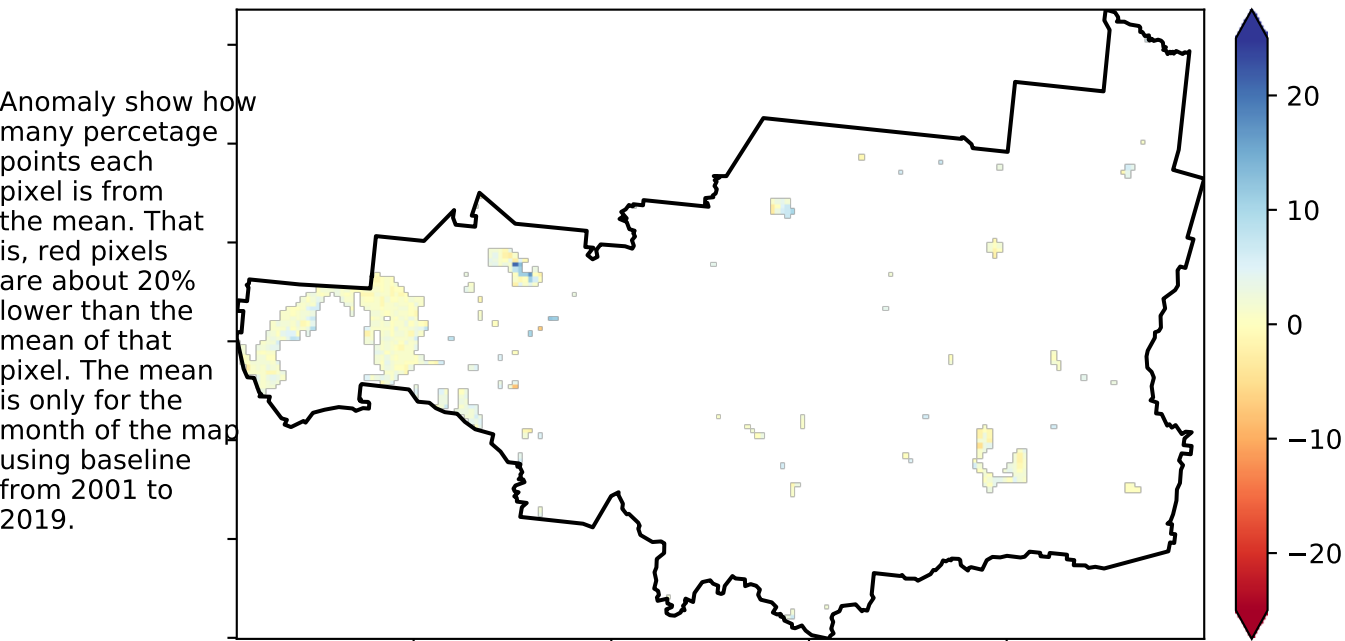 Anomaly show how
many percetage
points each
pixel is from
the mean. That
is, red pixels
are about 20%
lower than the
mean of that
pixel. The mean
is only for the
month of the map
using baseline
from 2001 to
2019.
20
10
0
−10
−20